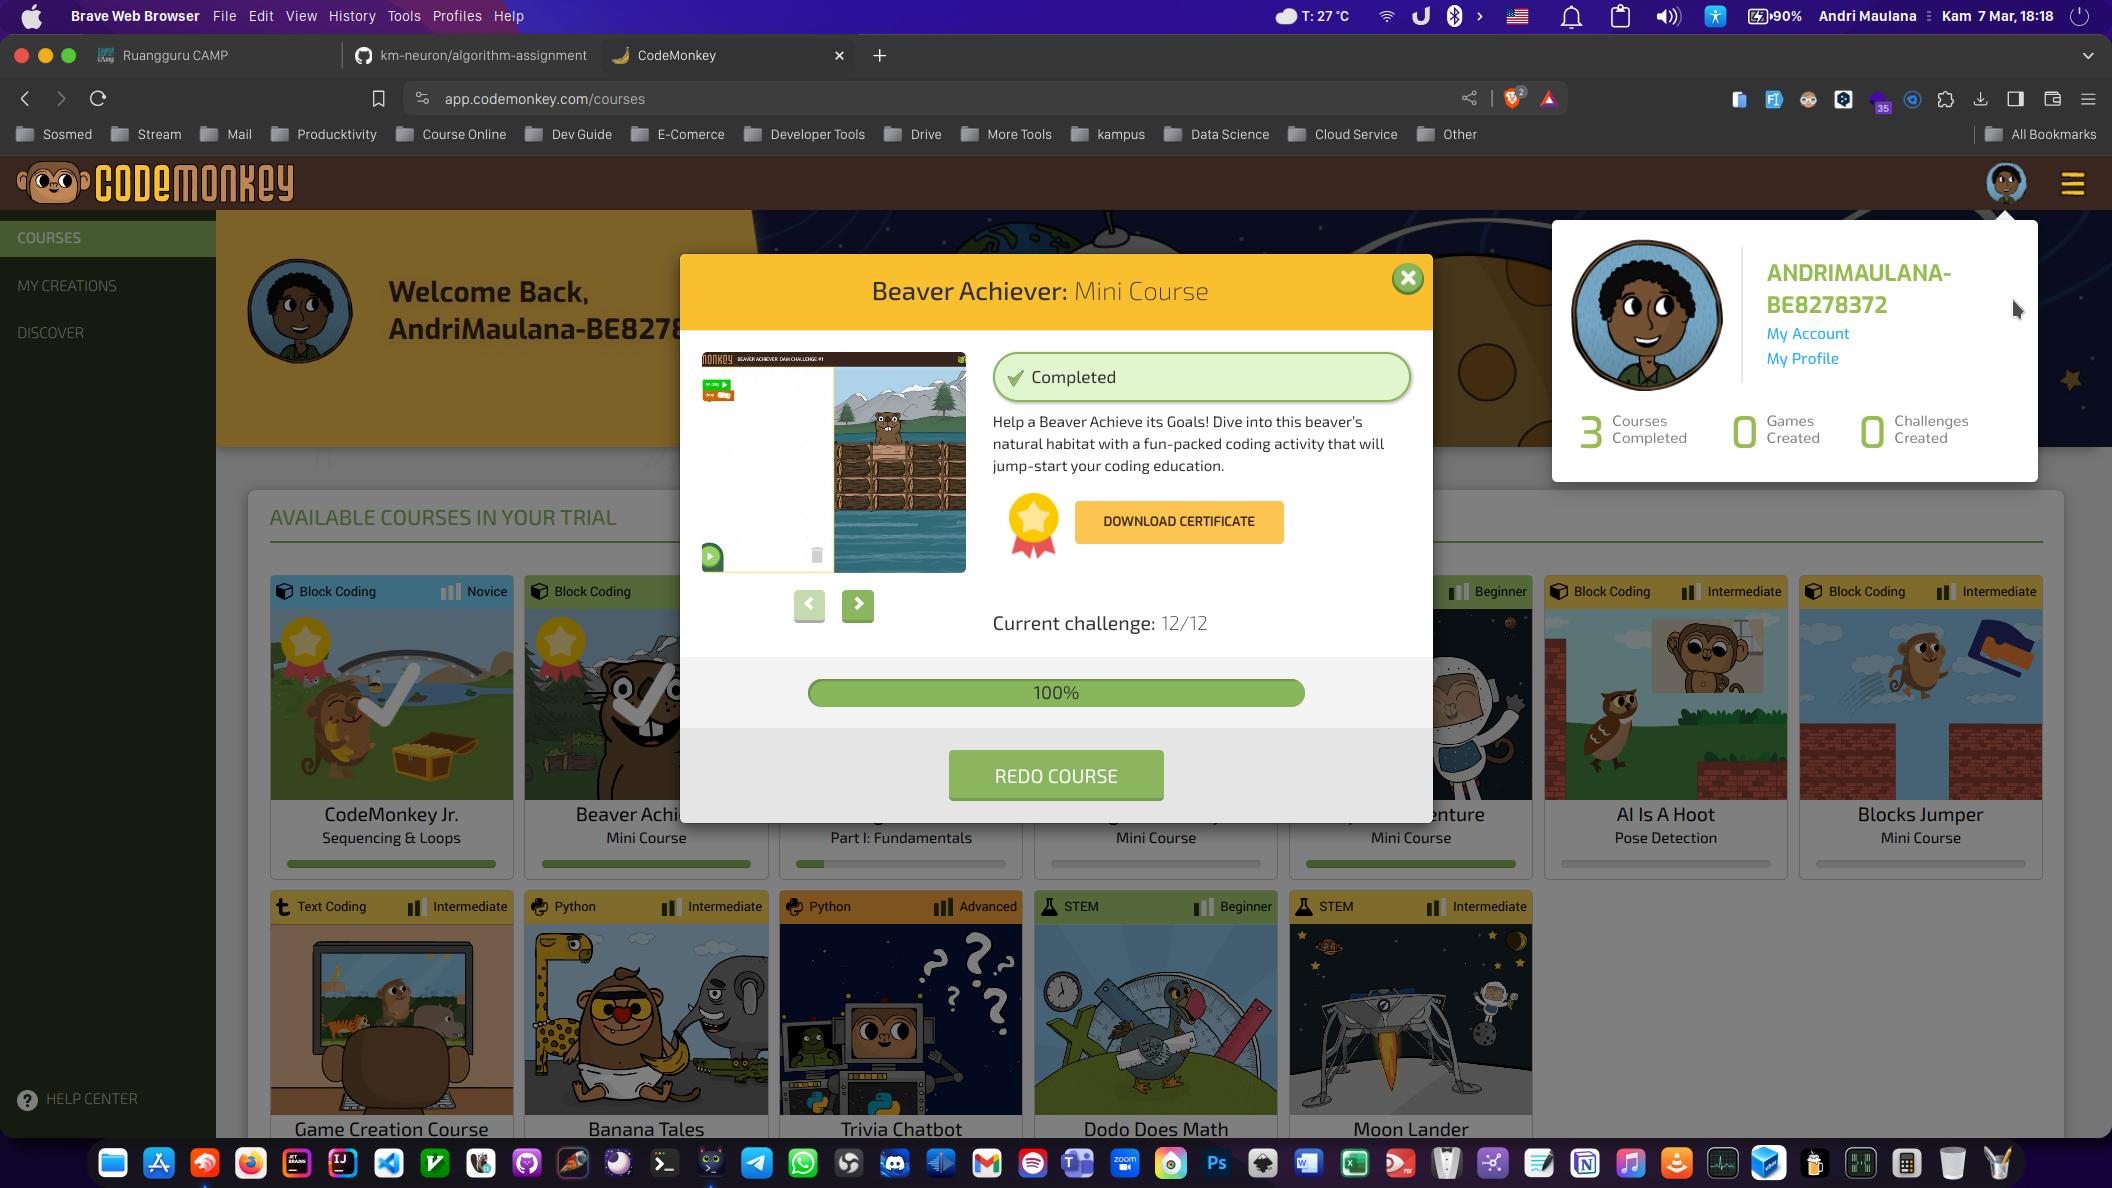 Brave Web Browser File Edit View History Tools Profiles Help T: 27 °C 90% Andri Maulana Kam 7 Mar, 18:18
Ruangguru CAMP km-neuron/algorithm-assignment CodeMonkey
app.codemonkey.com/courses 2 35
Sosmed Stream Mail Producktivity Course Online Dev Guide E-Comerce Developer Tools Drive More Tools kampus Data Science Cloud Service Other All Bookmarks
CODEMONKEY
COURSES
MY CREATIONS
DISCOVER
HELP CENTER
Welcome Back,
AndriMaulana-BE8278
ANDRIMAULANA-
BE8278372
My Account
My Profile
3 Courses Completed
0 Games Created
0 Challenges Created
Beaver Achiever: Mini Course
MONKEY BEAVER ACHIEVER: DAM CHALLENGE #1
Completed
Help a Beaver Achieve its Goals! Dive into this beaver's
natural habitat with a fun-packed coding activity that will
jump-start your coding education.
DOWNLOAD CERTIFICATE
Current challenge: 12/12
100%
REDO COURSE
AVAILABLE COURSES IN YOUR TRIAL
Block Coding Novice
CodeMonkey Jr.
Sequencing & Loops
Block Coding
Beaver Achi
Mini Course
Part I: Fundamentals
Mini Course
Beginner
enture
Mini Course
Block Coding Intermediate
AI Is A Hoot
Pose Detection
Block Coding Intermediate
Blocks Jumper
Mini Course
Text Coding Intermediate
Game Creation Course
Python Intermediate
Banana Tales
Python Advanced
Trivia Chatbot
STEM Beginner
Dodo Does Math
STEM Intermediate
Moon Lander